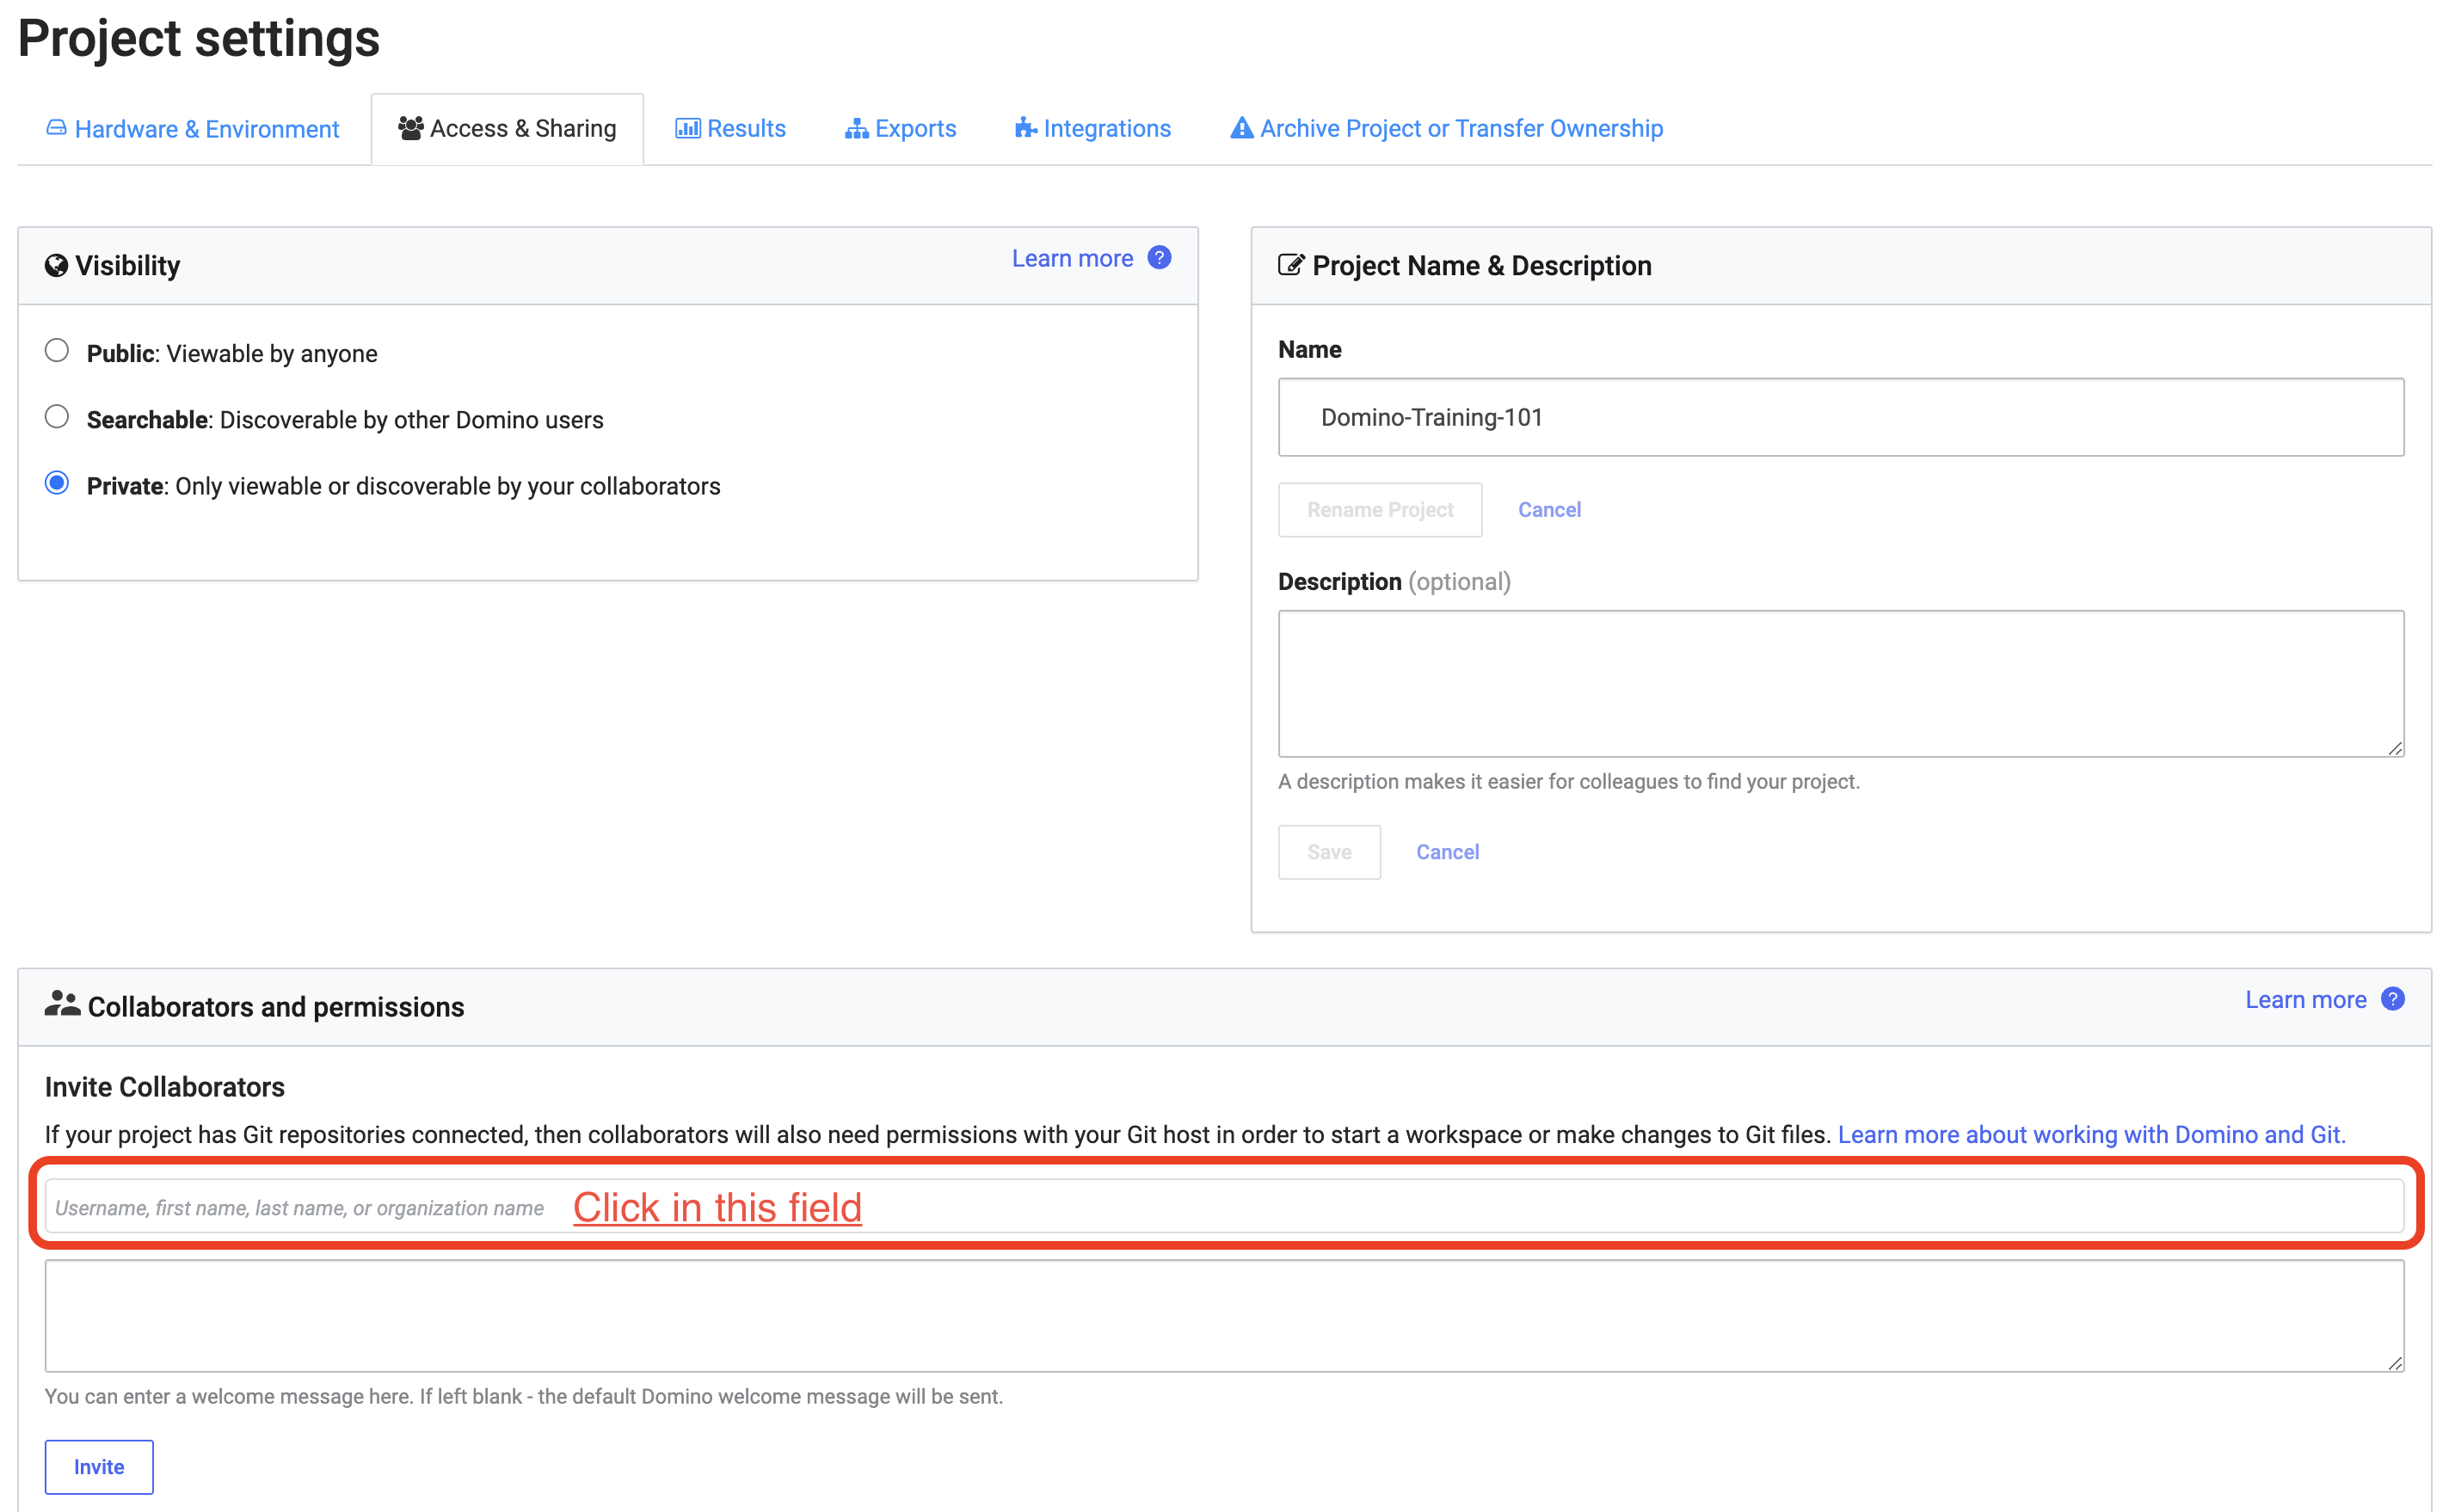 Project settings
Hardware & Environment
Access & Sharing
Results
Exports
Integrations
Archive Project or Transfer Ownership
Visibility
Learn more ?
Public: Viewable by anyone
Searchable: Discoverable by other Domino users
Private: Only viewable or discoverable by your collaborators
Project Name & Description
Name
Domino-Training-101
Rename Project
Cancel
Description (optional)
A description makes it easier for colleagues to find your project.
Save
Cancel
Collaborators and permissions
Learn more ?
Invite Collaborators
If your project has Git repositories connected, then collaborators will also need permissions with your Git host in order to start a workspace or make changes to Git files. Learn more about working with Domino and Git.
Username, first name, last name, or organization name
Click in this field
You can enter a welcome message here. If left blank - the default Domino welcome message will be sent.
Invite